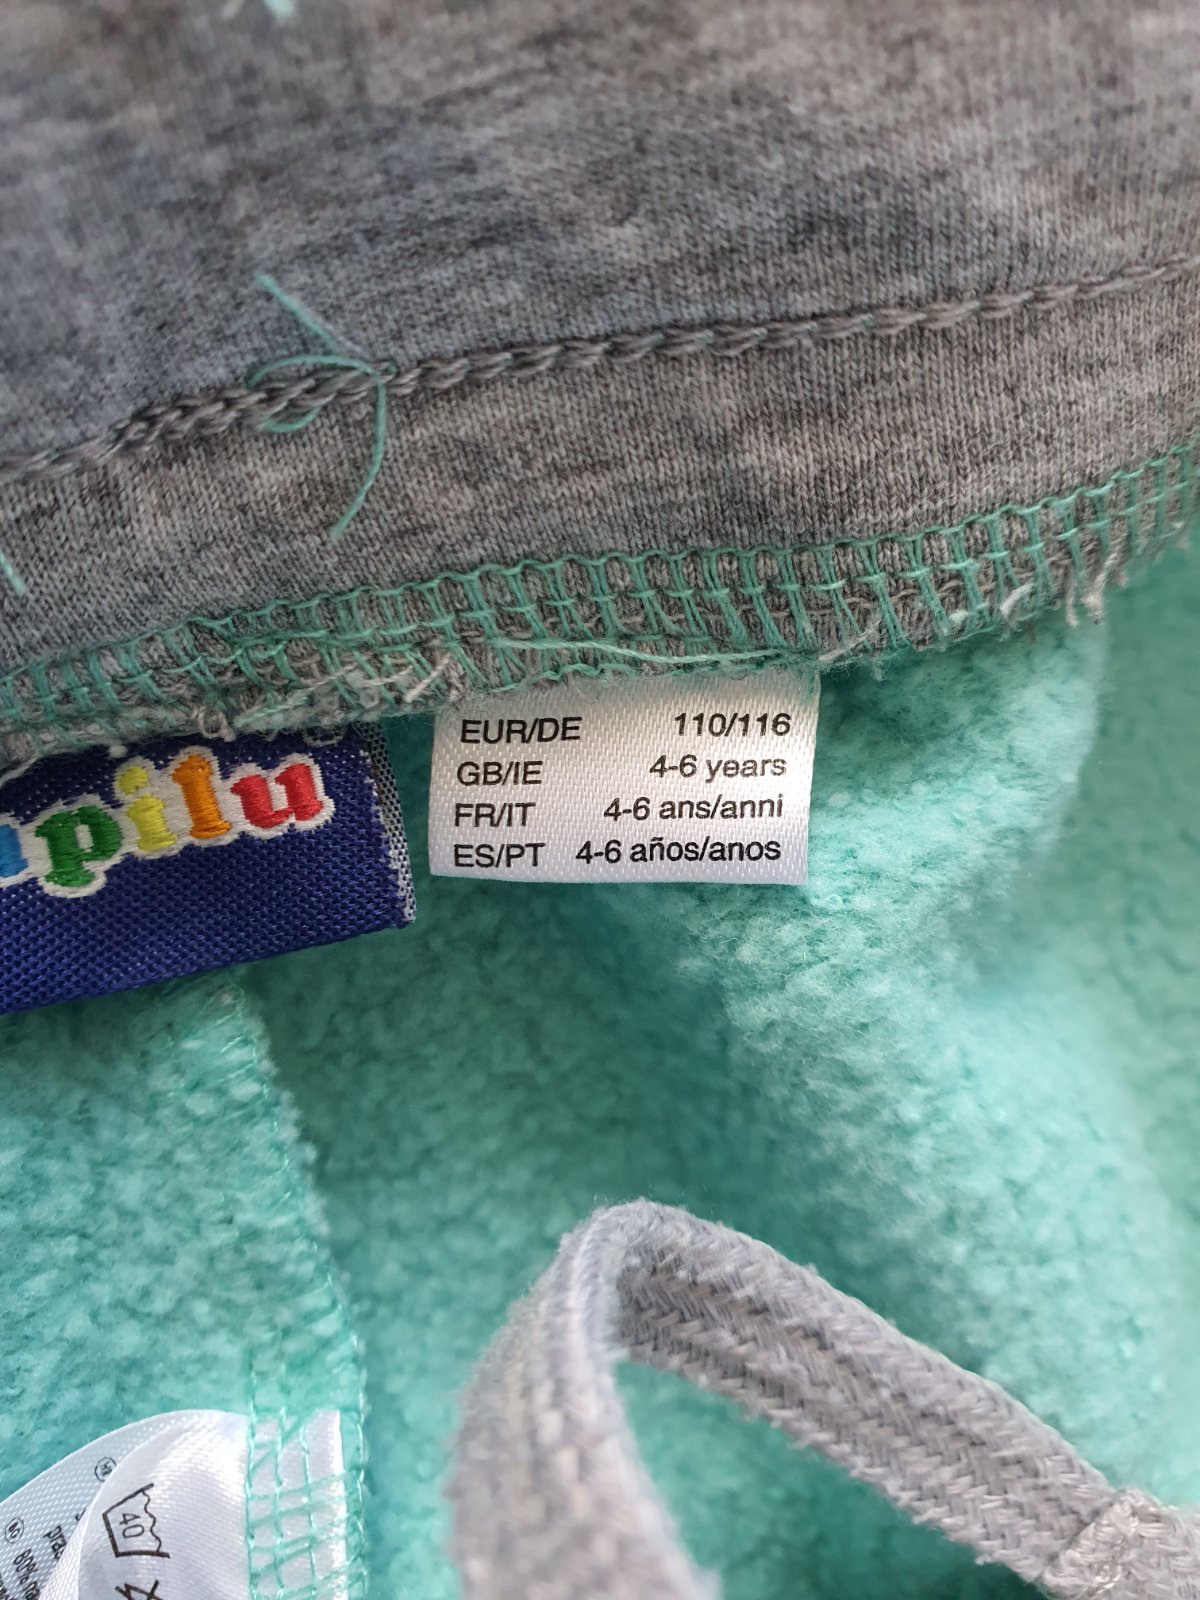 pilu
EUR/DE 110/116
GB/IE 4-6 years
FR/IT 4-6 ans/anni
ES/PT 4-6 años/anos
40
80%